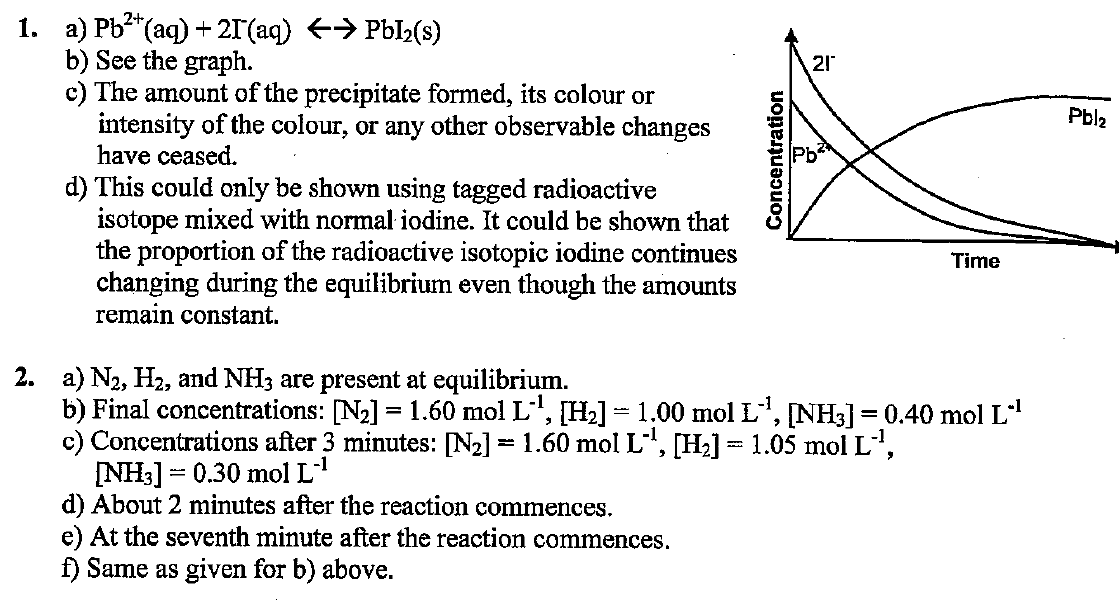 1. a) Pb²⁺(aq) + 2I⁻(aq) ←→ PbI₂(s)
b) See the graph.
c) The amount of the precipitate formed, its colour or
intensity of the colour, or any other observable changes
have ceased.
d) This could only be shown using tagged radioactive
isotope mixed with normal iodine. It could be shown that
the proportion of the radioactive isotopic iodine continues
changing during the equilibrium even though the amounts
remain constant.
2I⁻
PbI₂
Pb²⁺
Concentration
Time
2. a) N₂, H₂, and NH₃ are present at equilibrium.
b) Final concentrations: [N₂] = 1.60 mol L⁻¹, [H₂] = 1.00 mol L⁻¹, [NH₃] = 0.40 mol L⁻¹
c) Concentrations after 3 minutes: [N₂] = 1.60 mol L⁻¹, [H₂] = 1.05 mol L⁻¹,
[NH₃] = 0.30 mol L⁻¹
d) About 2 minutes after the reaction commences.
e) At the seventh minute after the reaction commences.
f) Same as given for b) above.